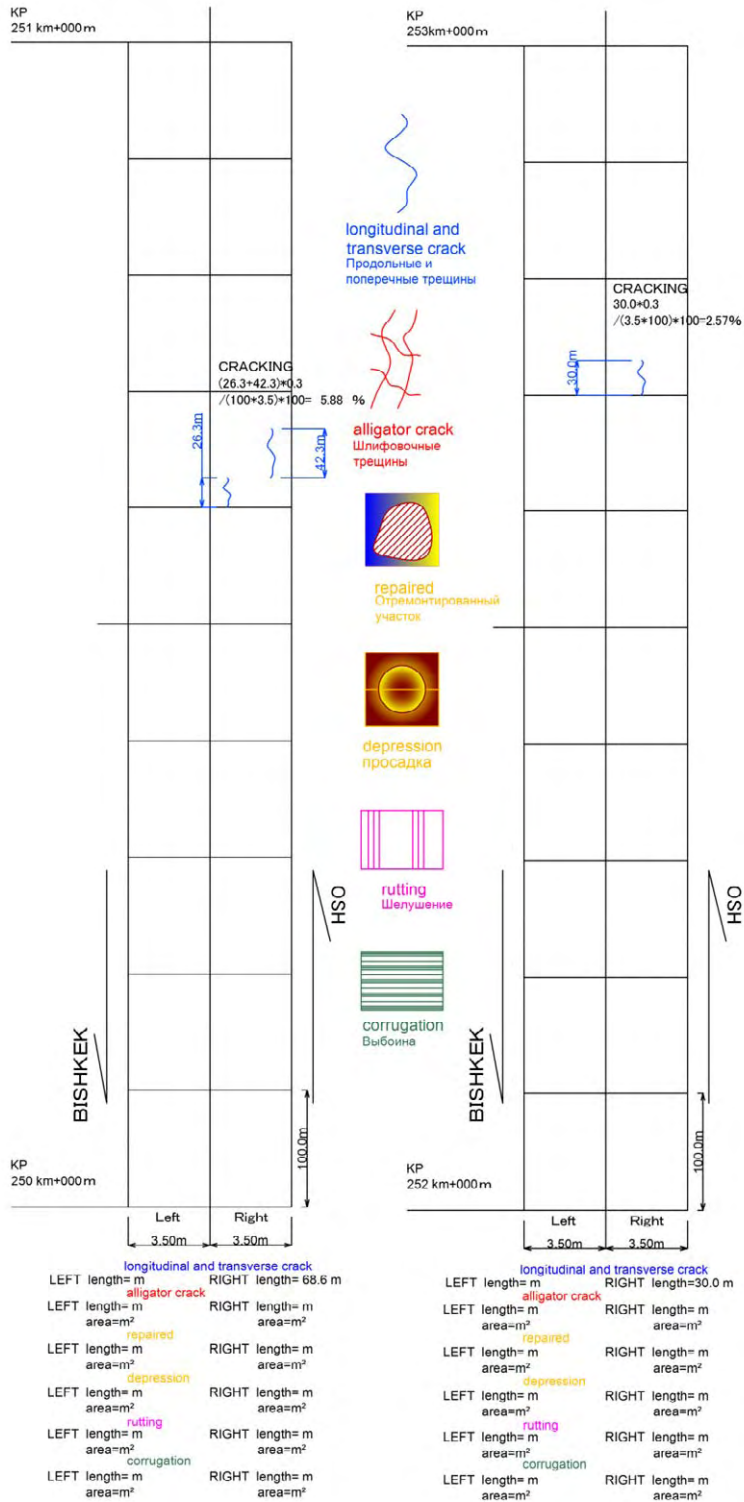 KP
251 km+000m
CRACKING
(26.3+42.3)*0.3
/(100*3.5)*100= 5.88 %
26.3m
42.3m
BISHKEK
OSH
100.0m
KP
250 km+000m
Left Right
3.50m 3.50m
longitudinal and transverse crack
LEFT length= m RIGHT length= 68.6 m
alligator crack
LEFT length= m RIGHT length= m
area=m² area=m²
repaired
LEFT length= m RIGHT length= m
area=m² area=m²
depression
LEFT length= m RIGHT length= m
area=m² area=m²
rutting
LEFT length= m RIGHT length= m
area=m² area=m²
corrugation
LEFT length= m RIGHT length= m
area=m² area=m²
longitudinal and
transverse crack
Продольные и
поперечные трещины
alligator crack
Шлифовочные
трещины
repaired
Отремонтированный
участок
depression
просадка
rutting
Шелушение
corrugation
Выбоина
KP
253km+000m
CRACKING
30.0*0.3
/(3.5*100)*100=2.57%
30.0m
BISHKEK
OSH
100.0m
KP
252 km+000m
Left Right
3.50m 3.50m
longitudinal and transverse crack
LEFT length= m RIGHT length=30.0 m
alligator crack
LEFT length= m RIGHT length= m
area=m² area=m²
repaired
LEFT length= m RIGHT length= m
area=m² area=m²
depression
LEFT length= m RIGHT length= m
area=m² area=m²
rutting
LEFT length= m RIGHT length= m
area=m² area=m²
corrugation
LEFT length= m RIGHT length= m
area=m² area=m²